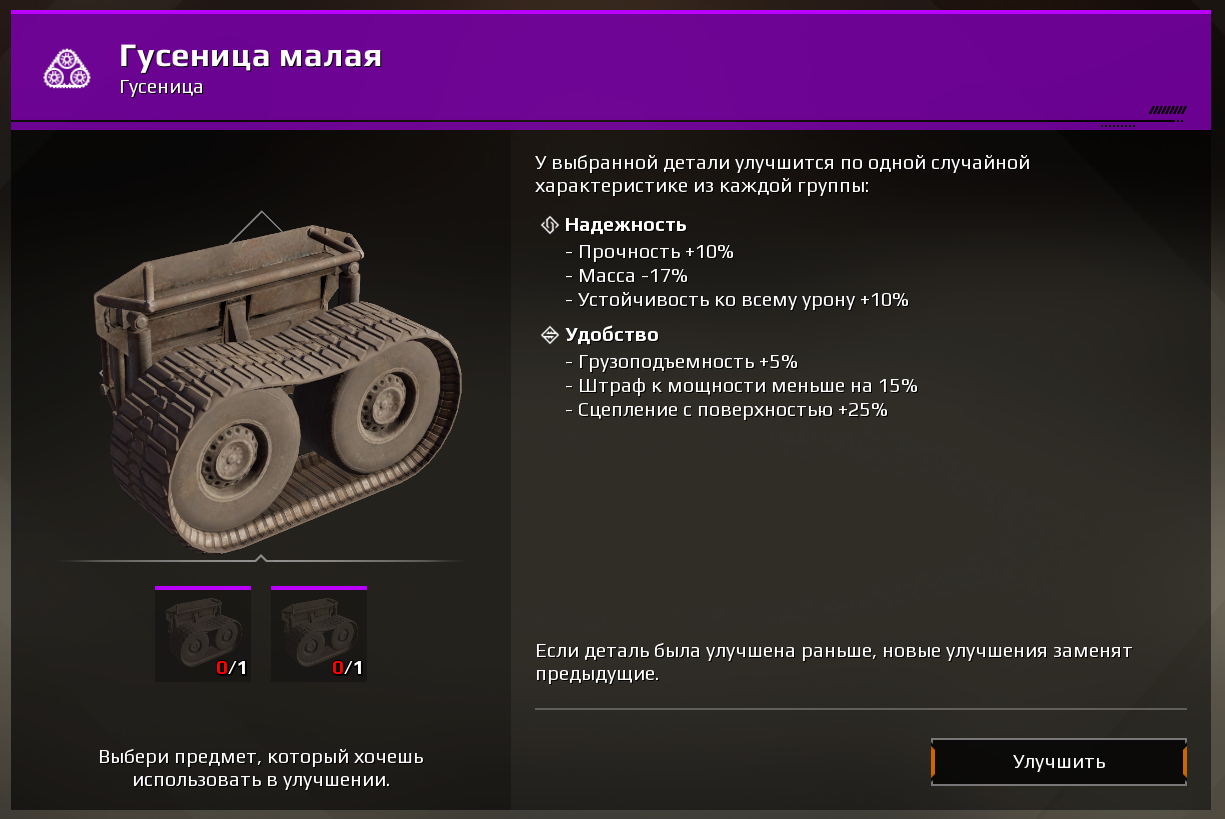 Гусеница малая
Гусеница
У выбранной детали улучшится по одной случайной
характеристике из каждой группы:
Надежность
- Прочность +10%
- Масса -17%
- Устойчивость ко всему урону +10%
Удобство
- Грузоподъемность +5%
- Штраф к мощности меньше на 15%
- Сцепление с поверхностью +25%
0/1
0/1
Если деталь была улучшена раньше, новые улучшения заменят
предыдущие.
Выбери предмет, который хочешь
использовать в улучшении.
Улучшить